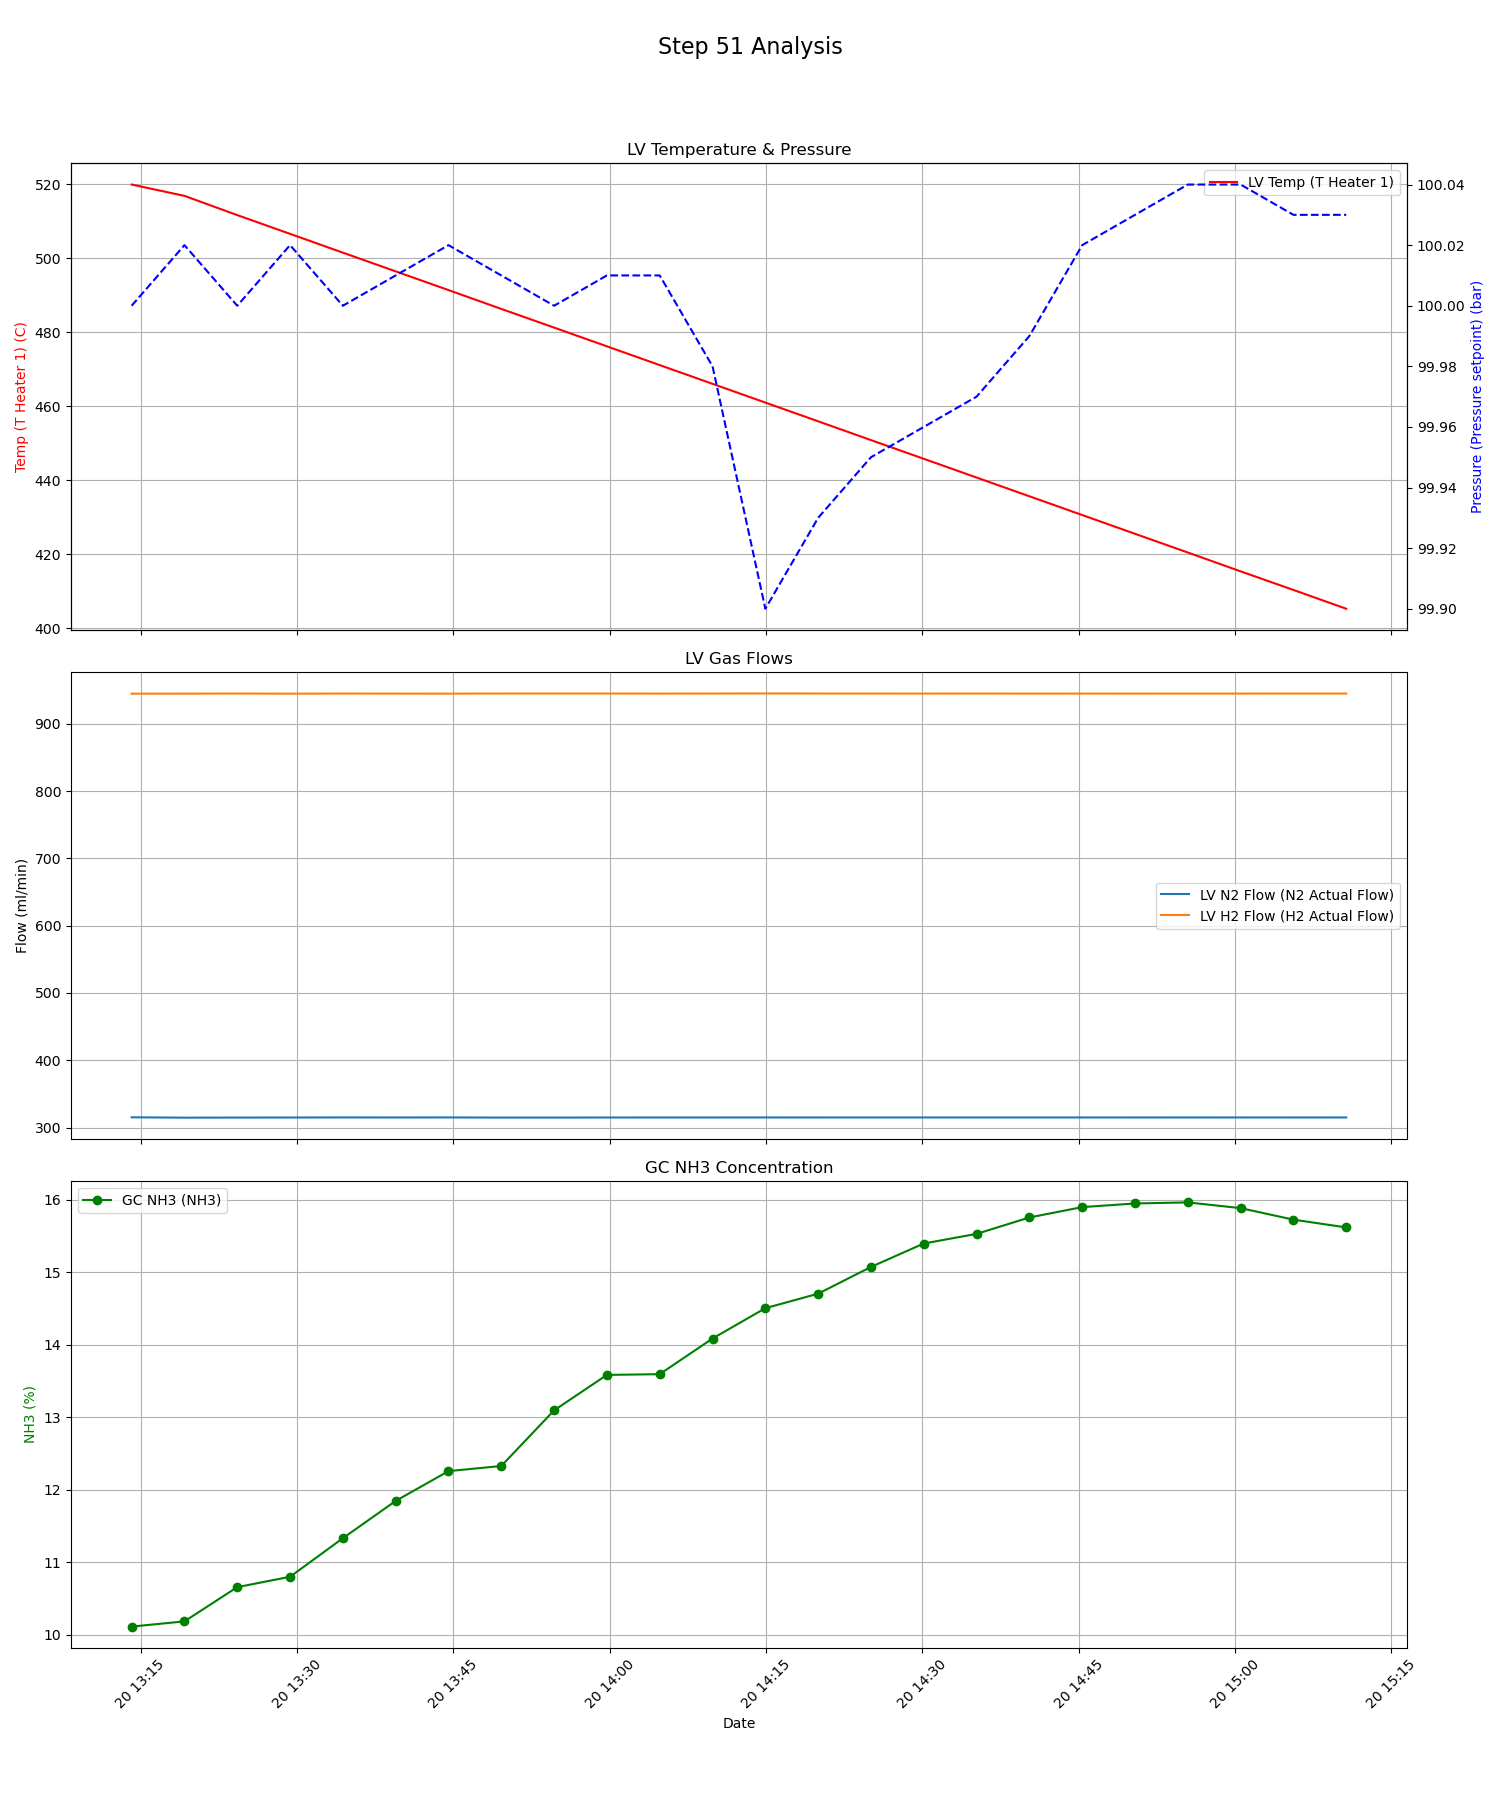 Step 51 Analysis
LV Temperature & Pressure
LV Temp (T Heater 1)
520
500
480
460
440
420
400
Temp (T Heater 1) (C)
100.04
100.02
100.00
99.98
99.96
99.94
99.92
99.90
Pressure (Pressure setpoint) (bar)
LV Gas Flows
900
800
700
600
500
400
300
Flow (ml/min)
LV N2 Flow (N2 Actual Flow)
LV H2 Flow (H2 Actual Flow)
GC NH3 Concentration
GC NH3 (NH3)
16
15
14
13
12
11
10
NH3 (%)
20 13:15
20 13:30
20 13:45
20 14:00
20 14:15
20 14:30
20 14:45
20 15:00
20 15:15
Date